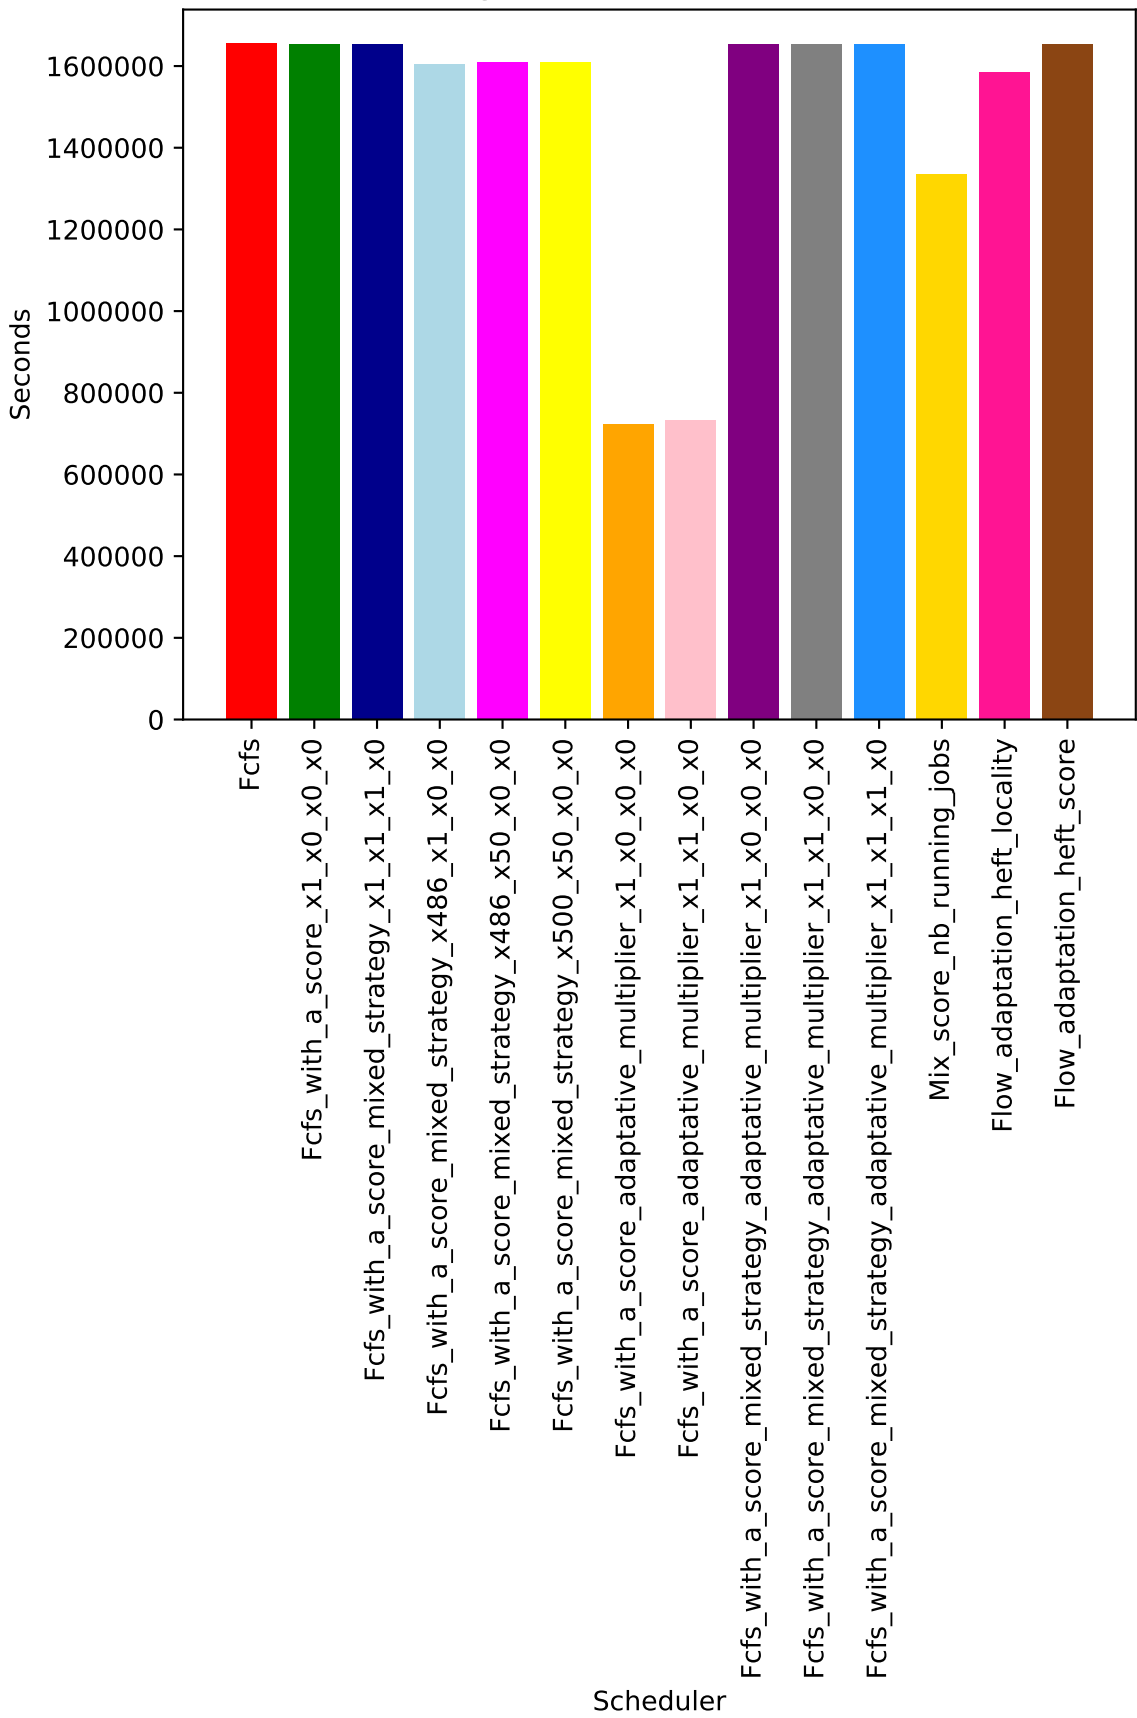 Seconds
1600000
1400000
1200000
1000000
800000
600000
400000
200000
0
Fcfs
Fcfs_with_a_score_x1_x0_x0_x0
Fcfs_with_a_score_mixed_strategy_x1_x1_x1_x0
Fcfs_with_a_score_mixed_strategy_x486_x1_x0_x0
Fcfs_with_a_score_mixed_strategy_x486_x50_x0_x0
Fcfs_with_a_score_mixed_strategy_x500_x50_x0_x0
Fcfs_with_a_score_adaptative_multiplier_x1_x0_x0_x0
Fcfs_with_a_score_adaptative_multiplier_x1_x1_x0_x0
Fcfs_with_a_score_mixed_strategy_adaptative_multiplier_x1_x0_x0_x0
Fcfs_with_a_score_mixed_strategy_adaptative_multiplier_x1_x1_x0_x0
Fcfs_with_a_score_mixed_strategy_adaptative_multiplier_x1_x1_x1_x0
Mix_score_nb_running_jobs
Flow_adaptation_heft_locality
Flow_adaptation_heft_score
Scheduler